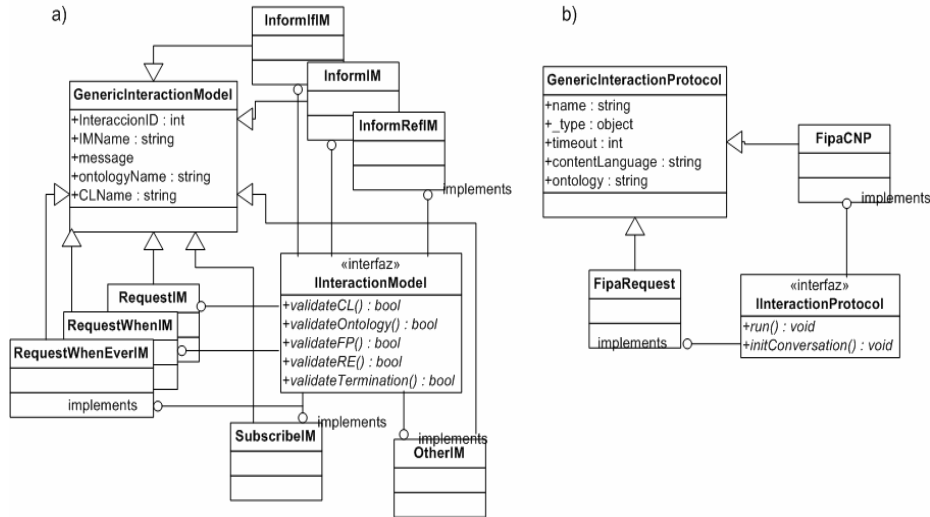 a)
InformIfIM
InformIM
InformRefIM
implements
GenericInteractionModel
+InteraccionID : int
+IMName : string
+message
+ontologyName : string
+CLName : string
«interfaz»
IInteractionModel
+validateCL() : bool
+validateOntology() : bool
+validateFP() : bool
+validateRE() : bool
+validateTermination() : bool
RequestIM
RequestWhenIM
RequestWhenEverIM
implements
implements
SubscribeIM
implements
OtherIM
b)
GenericInteractionProtocol
+name : string
+_type : object
+timeout : int
+contentLanguage : string
+ontology : string
FipaCNP
implements
FipaRequest
implements
«interfaz»
IInteractionProtocol
+run() : void
+initConversation() : void